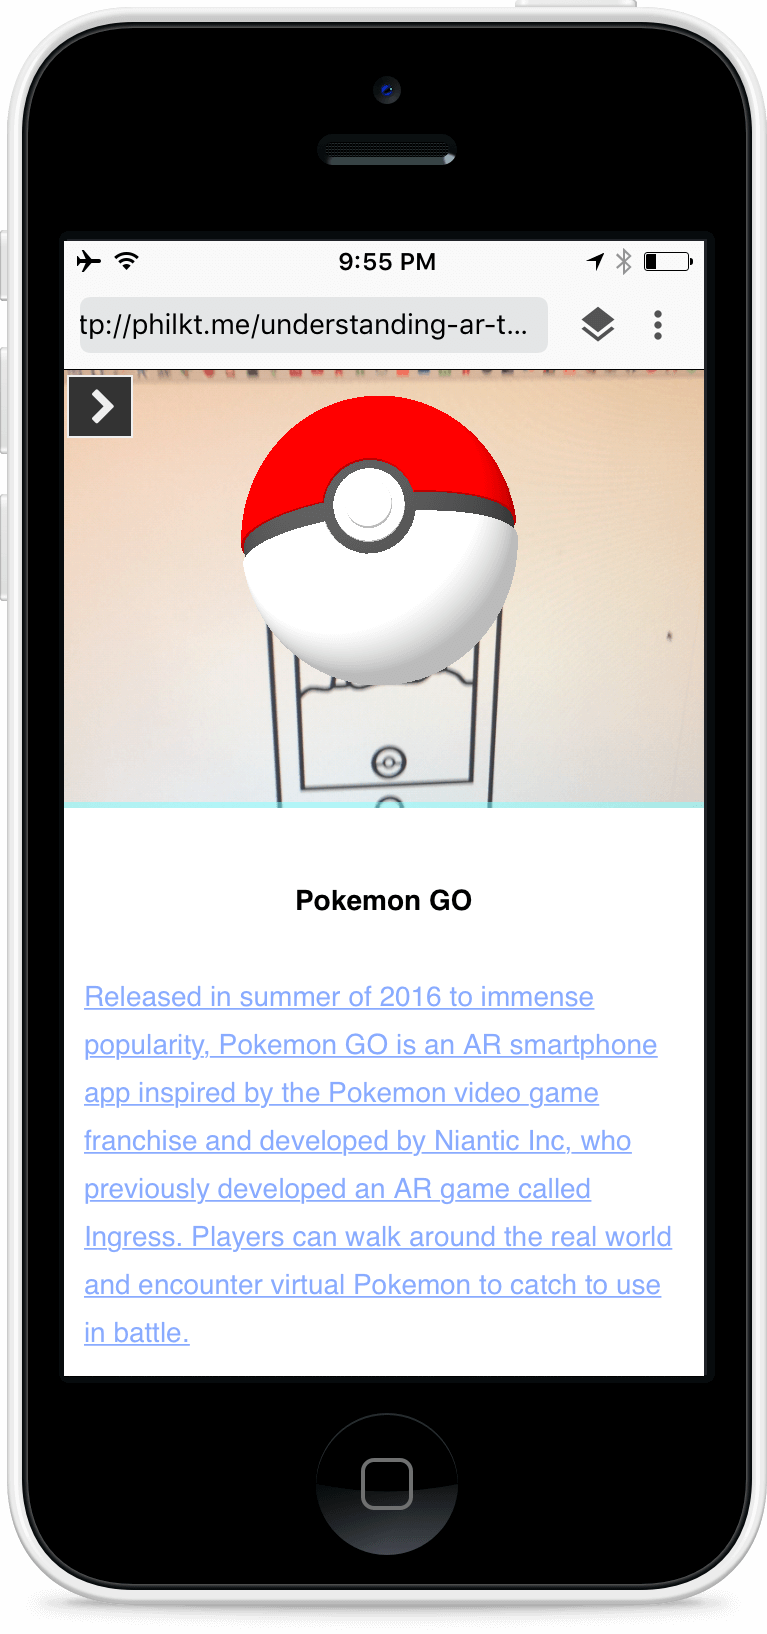 9:55 PM
tp://philkt.me/understanding-ar-t...
Pokemon GO
Released in summer of 2016 to immense
popularity, Pokemon GO is an AR smartphone
app inspired by the Pokemon video game
franchise and developed by Niantic Inc, who
previously developed an AR game called
Ingress. Players can walk around the real world
and encounter virtual Pokemon to catch to use
in battle.